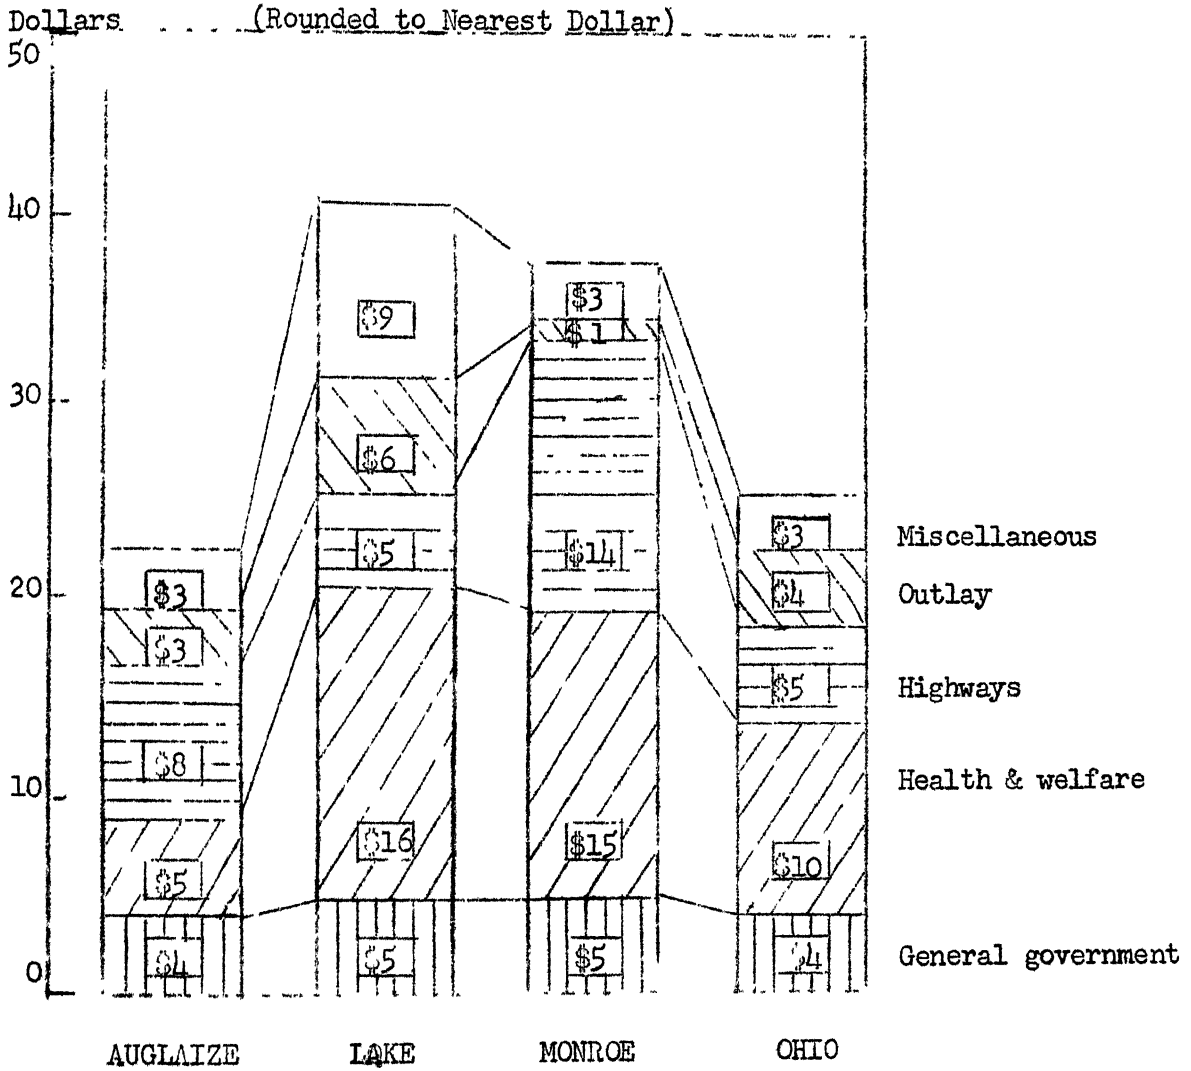 Dollars (Rounded to Nearest Dollar)
50
40
$3
$9
$1
30
$6
$3 Miscellaneous
$5 $14
20 $3 $4 Outlay
$3
$5 Highways
$8
10 Health & welfare
$16 $15
$5 $10
0 $4 $5 $5 $4 General government
AUGLAIZE LAKE MONROE OHIO